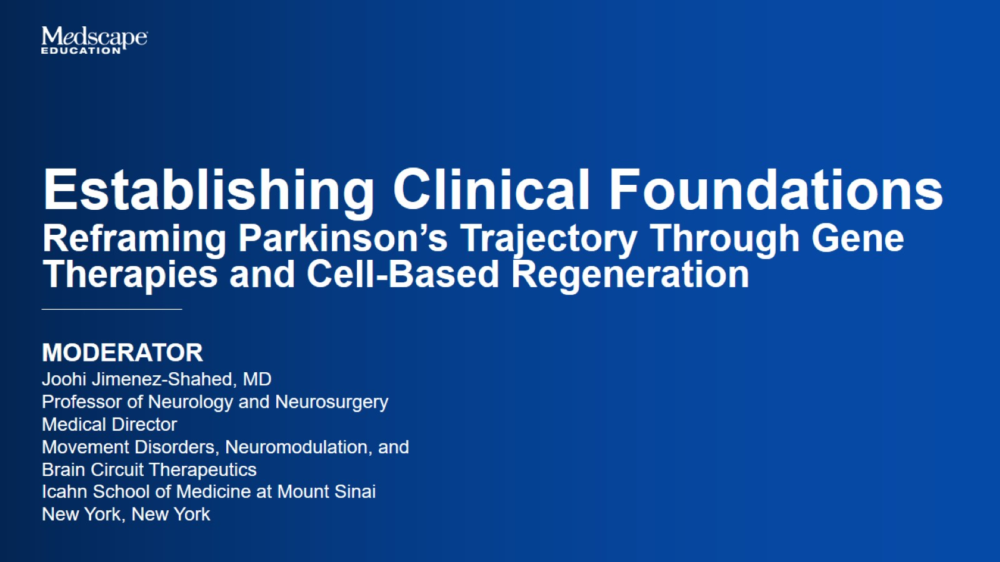 Medscape
EDUCATION
Establishing Clinical Foundations
Reframing Parkinson’s Trajectory Through Gene
Therapies and Cell-Based Regeneration
MODERATOR
Joohi Jimenez-Shahed, MD
Professor of Neurology and Neurosurgery
Medical Director
Movement Disorders, Neuromodulation, and
Brain Circuit Therapeutics
Icahn School of Medicine at Mount Sinai
New York, New York